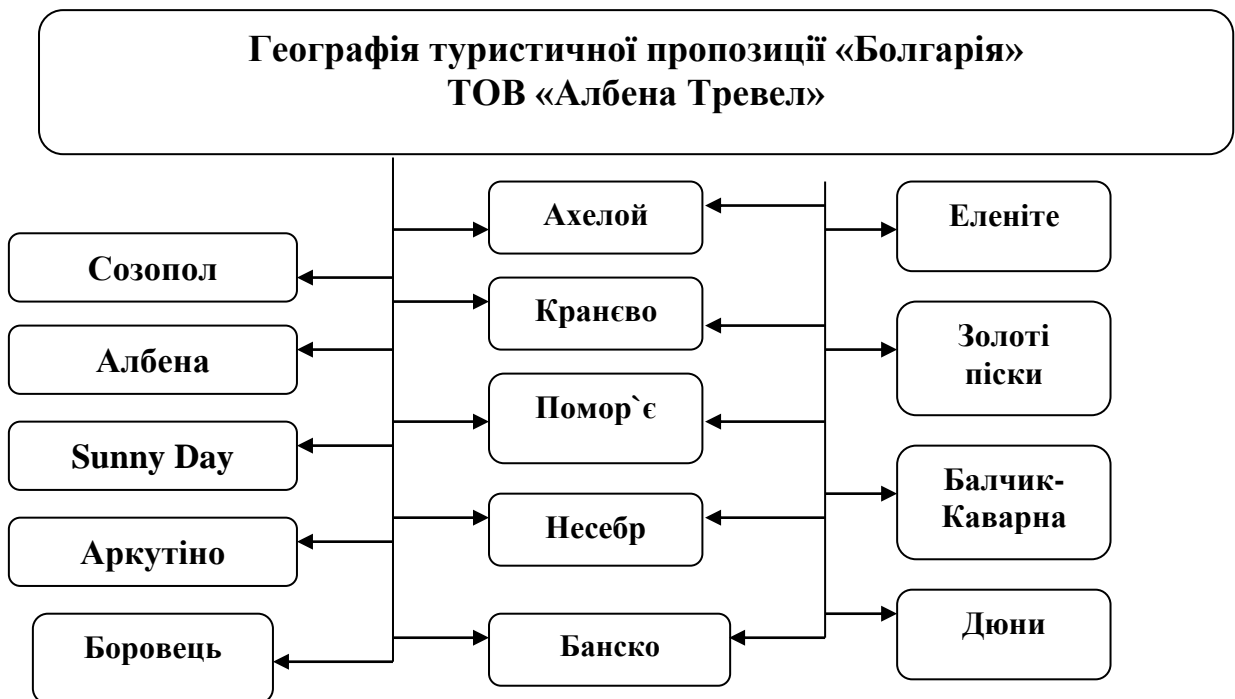 Географія туристичної пропозиції «Болгарія»
ТОВ «Албена Тревел»
Созопол
Албена
Sunny Day
Аркутіно
Боровець
Ахелой
Кранєво
Помор`є
Несебр
Банско
Еленіте
Золоті
піски
Балчик-
Каварна
Дюни